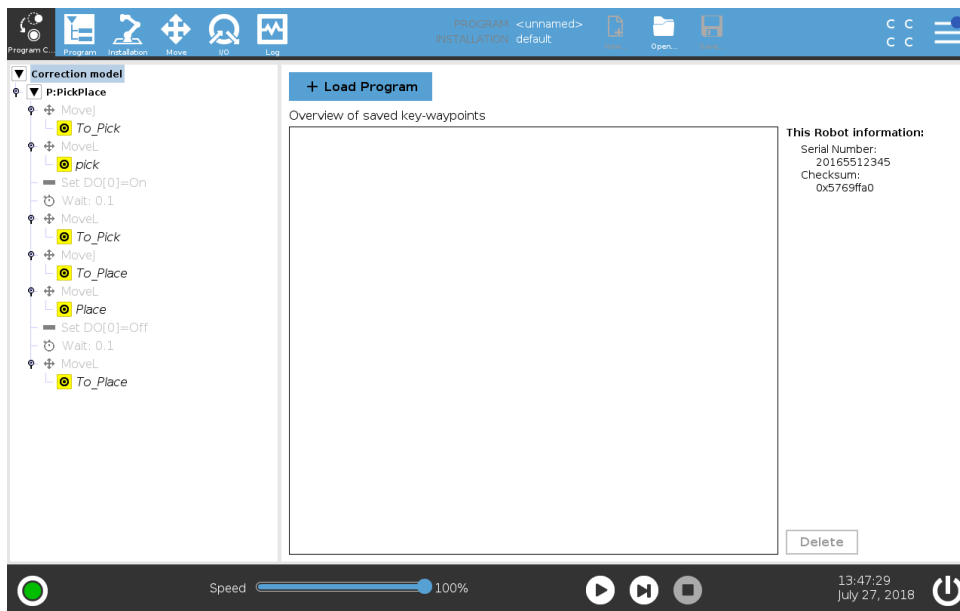 PROGRAM <unnamed>
INSTALLATION default
C C
C C
Program C... Program Installation Move I/O Log Open...
Correction model
P:PickPlace
MoveJ
To_Pick
MoveL
pick
Set DO[0]=On
Wait: 0.1
MoveL
To_Pick
MoveJ
To_Place
MoveL
Place
Set DO[0]=Off
Wait: 0.1
MoveL
To_Place
+ Load Program
Overview of saved key-waypoints
This Robot information:
Serial Number:
20165512345
Checksum:
0x5769ffa0
Delete
Speed 100%
13:47:29
July 27, 2018